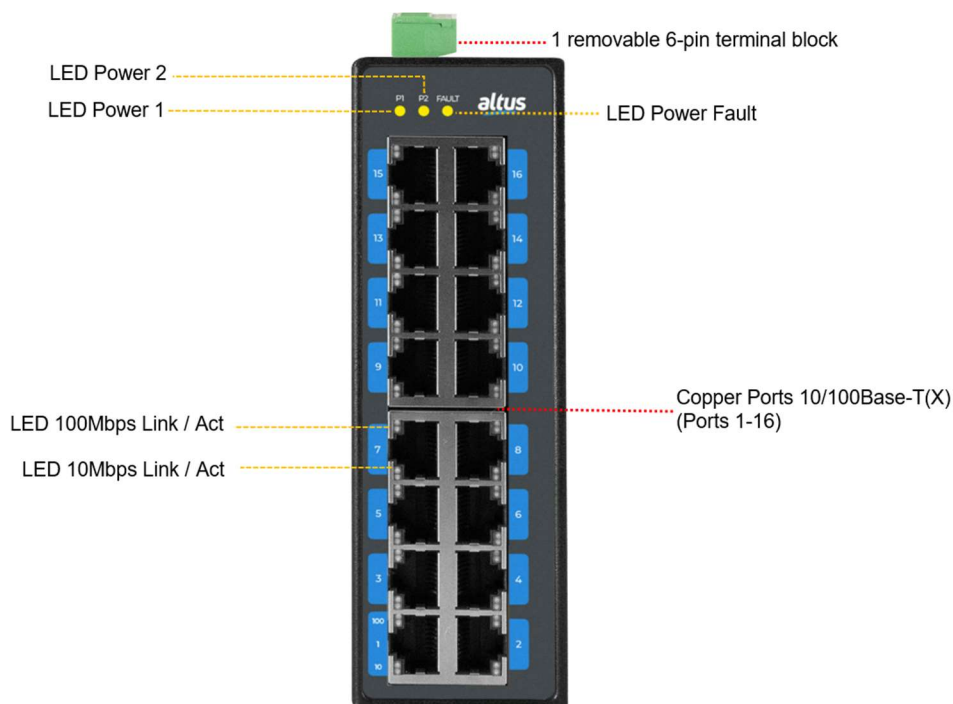 1 removable 6-pin terminal block
LED Power 2
LED Power 1
P1 P2 FAULT
altus
LED Power Fault
15 16
13 14
11 12
9 10
Copper Ports 10/100Base-T(X)
(Ports 1-16)
LED 100Mbps Link / Act
7 8
LED 10Mbps Link / Act
5 6
3 4
100
1 2
10